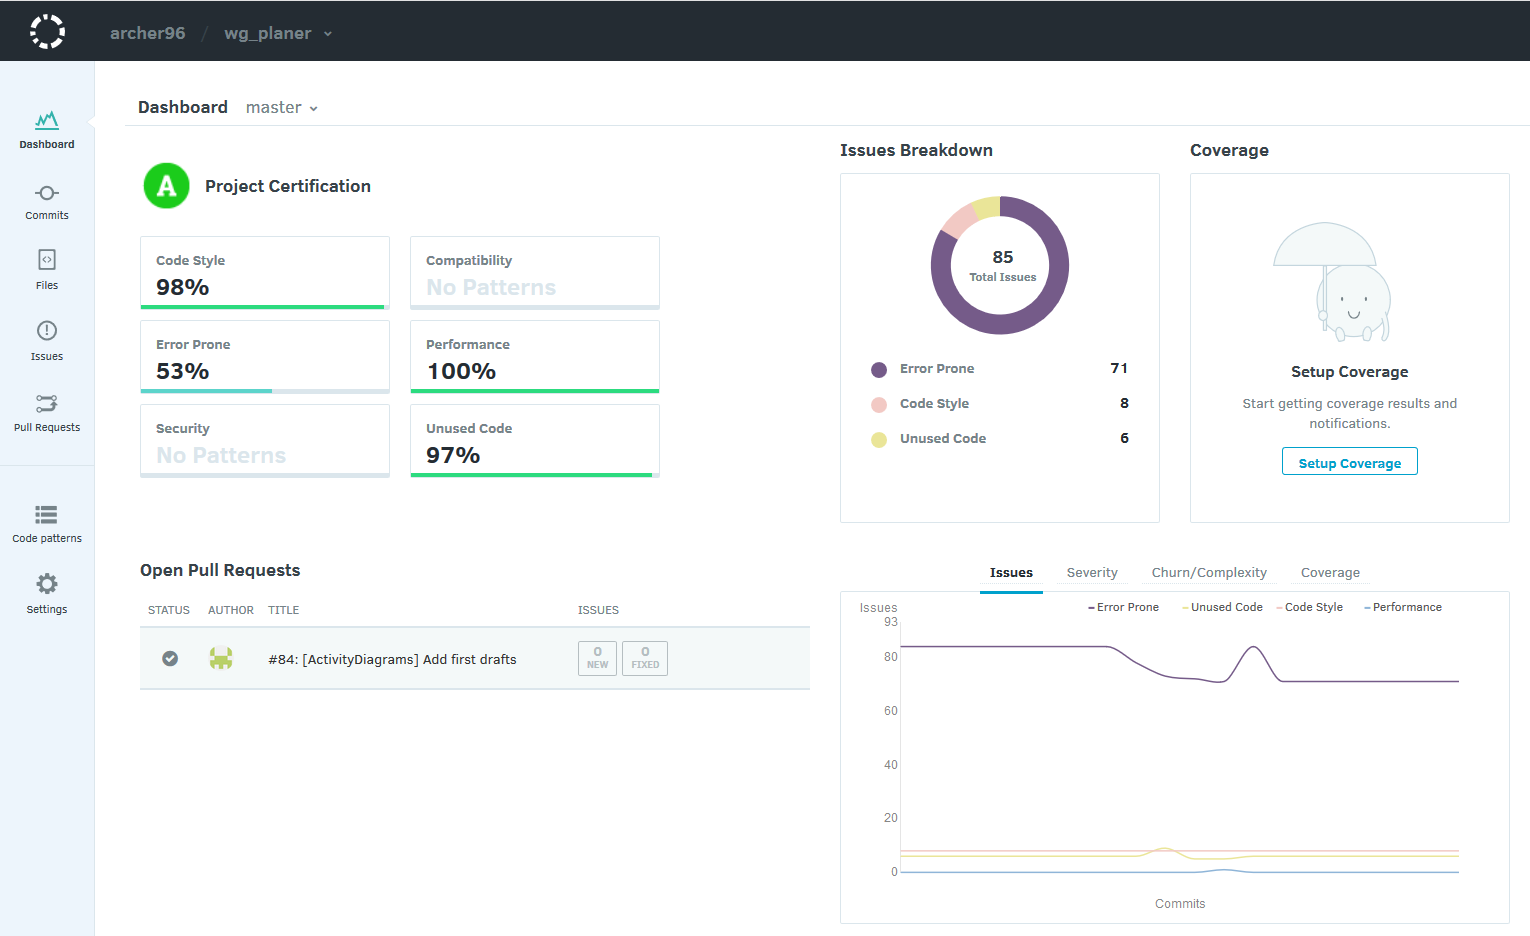 archer96 / wg_planer
Dashboard
Commits
Files
Issues
Pull Requests
Code patterns
Settings
Dashboard master
A Project Certification
Code Style
98%
Compatibility
No Patterns
Error Prone
53%
Performance
100%
Security
No Patterns
Unused Code
97%
Issues Breakdown
85
Total Issues
Error Prone 71
Code Style 8
Unused Code 6
Coverage
Setup Coverage
Start getting coverage results and
notifications.
Setup Coverage
Open Pull Requests
STATUS AUTHOR TITLE ISSUES
#84: [ActivityDiagrams] Add first drafts
0 NEW
0 FIXED
Issues Severity Churn/Complexity Coverage
Issues
Error Prone Unused Code Code Style Performance
93
80
60
40
20
0
Commits